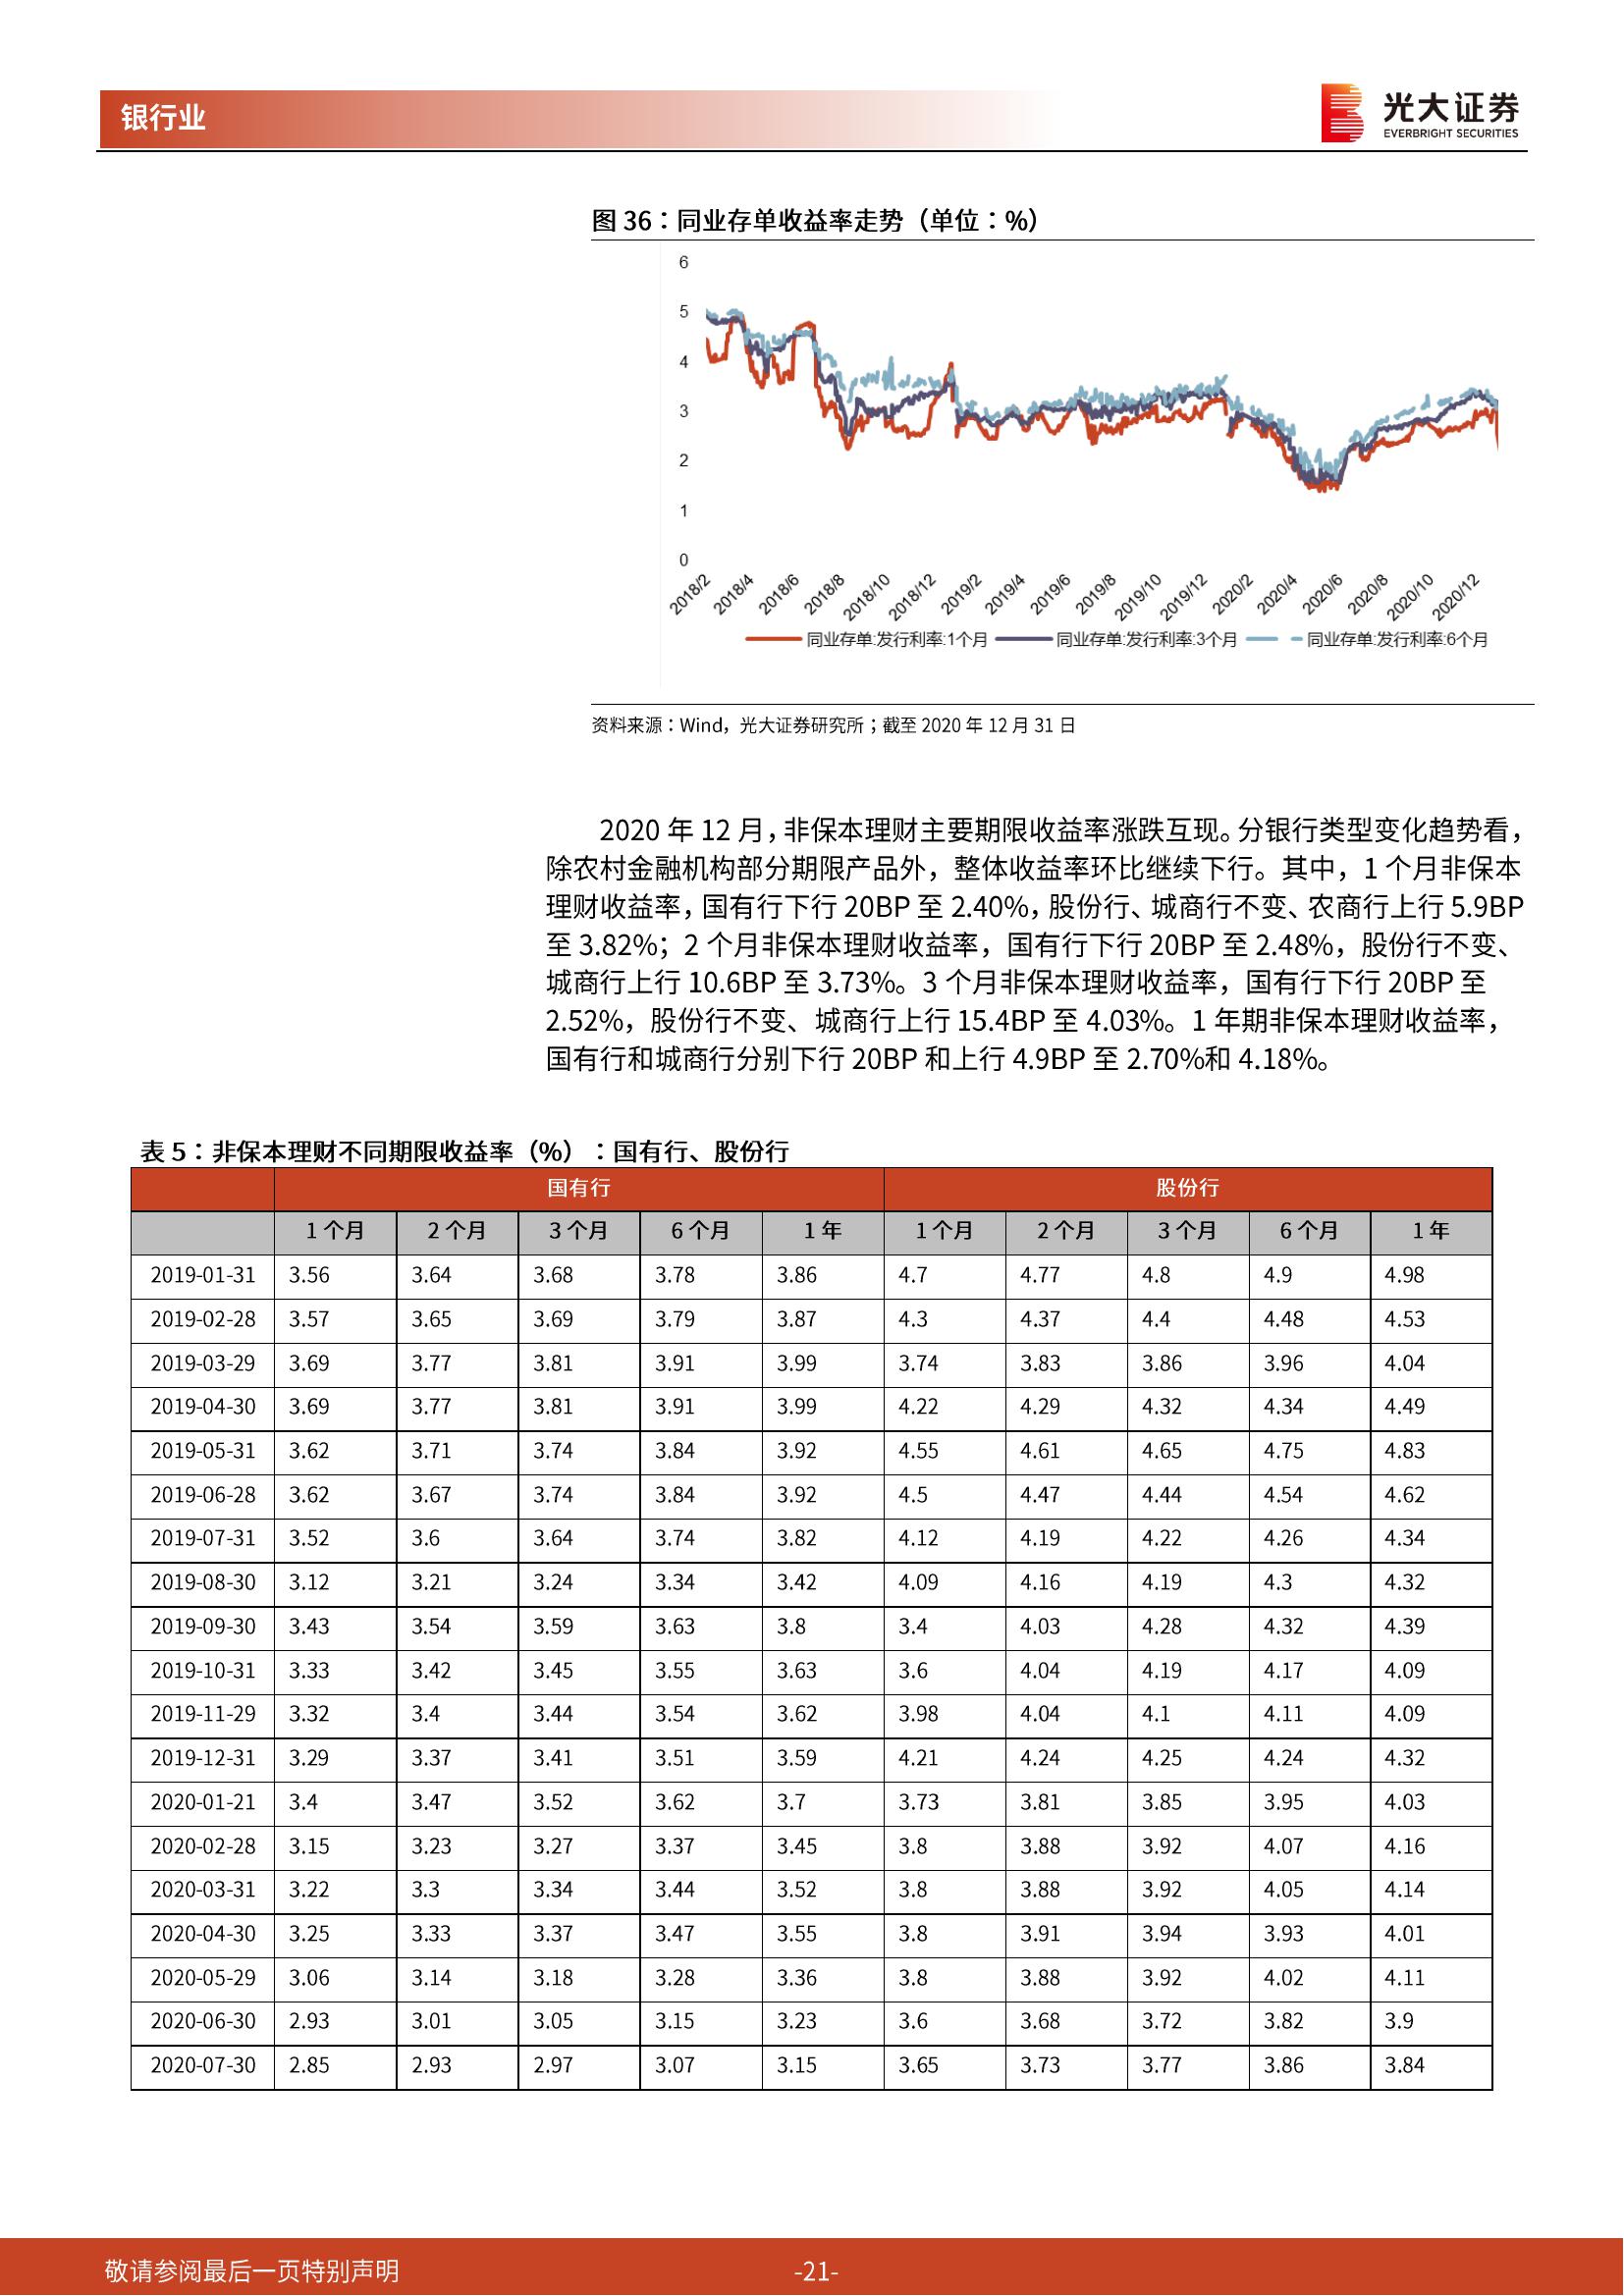 银行业
光大证券
EVERBRIGHT SECURITIES
图 36：同业存单收益率走势（单位：%）
6
5
4
3
2
1
0
2018/2 2018/4 2018/6 2018/8 2018/10 2018/12 2019/2 2019/4 2019/6 2019/8 2019/10 2019/12 2020/2 2020/4 2020/6 2020/8 2020/10 2020/12
同业存单:发行利率:1个月 同业存单:发行利率:3个月 同业存单:发行利率:6个月
资料来源：Wind，光大证券研究所；截至 2020 年 12 月 31 日
2020 年 12 月，非保本理财主要期限收益率涨跌互现。分银行类型变化趋势看，
除农村金融机构部分期限产品外，整体收益率环比继续下行。其中，1 个月非保本
理财收益率，国有行下行 20BP 至 2.40%，股份行、城商行不变、农商行上行 5.9BP
至 3.82%；2 个月非保本理财收益率，国有行下行 20BP 至 2.48%，股份行不变、
城商行上行 10.6BP 至 3.73%。3 个月非保本理财收益率，国有行下行 20BP 至
2.52%，股份行不变、城商行上行 15.4BP 至 4.03%。1 年期非保本理财收益率，
国有行和城商行分别下行 20BP 和上行 4.9BP 至 2.70%和 4.18%。
表 5：非保本理财不同期限收益率（%）：国有行、股份行
国有行 股份行
1 个月 2 个月 3 个月 6 个月 1 年 1 个月 2 个月 3 个月 6 个月 1 年
2019-01-31 3.56 3.64 3.68 3.78 3.86 4.7 4.77 4.8 4.9 4.98
2019-02-28 3.57 3.65 3.69 3.79 3.87 4.3 4.37 4.4 4.48 4.53
2019-03-29 3.69 3.77 3.81 3.91 3.99 3.74 3.83 3.86 3.96 4.04
2019-04-30 3.69 3.77 3.81 3.91 3.99 4.22 4.29 4.32 4.34 4.49
2019-05-31 3.62 3.71 3.74 3.84 3.92 4.55 4.61 4.65 4.75 4.83
2019-06-28 3.62 3.67 3.74 3.84 3.92 4.5 4.47 4.44 4.54 4.62
2019-07-31 3.52 3.6 3.64 3.74 3.82 4.12 4.19 4.22 4.26 4.34
2019-08-30 3.12 3.21 3.24 3.34 3.42 4.09 4.16 4.19 4.3 4.32
2019-09-30 3.43 3.54 3.59 3.63 3.8 3.4 4.03 4.28 4.32 4.39
2019-10-31 3.33 3.42 3.45 3.55 3.63 3.6 4.04 4.19 4.17 4.09
2019-11-29 3.32 3.4 3.44 3.54 3.62 3.98 4.04 4.1 4.11 4.09
2019-12-31 3.29 3.37 3.41 3.51 3.59 4.21 4.24 4.25 4.24 4.32
2020-01-21 3.4 3.47 3.52 3.62 3.7 3.73 3.81 3.85 3.95 4.03
2020-02-28 3.15 3.23 3.27 3.37 3.45 3.8 3.88 3.92 4.07 4.16
2020-03-31 3.22 3.3 3.34 3.44 3.52 3.8 3.88 3.92 4.05 4.14
2020-04-30 3.25 3.33 3.37 3.47 3.55 3.8 3.91 3.94 3.93 4.01
2020-05-29 3.06 3.14 3.18 3.28 3.36 3.8 3.88 3.92 4.02 4.11
2020-06-30 2.93 3.01 3.05 3.15 3.23 3.6 3.68 3.72 3.82 3.9
2020-07-30 2.85 2.93 2.97 3.07 3.15 3.65 3.73 3.77 3.86 3.84
敬请参阅最后一页特别声明 -21-